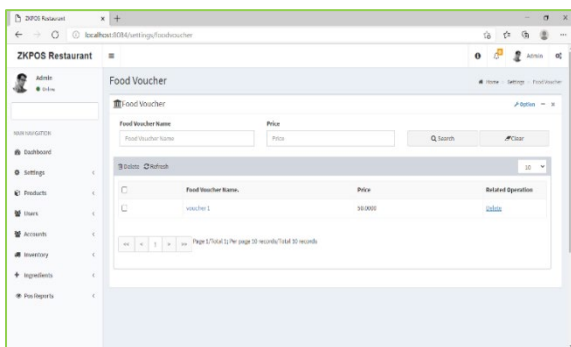 ZKPOS Restaurant
localhost:8084/settings/foodvoucher
ZKPOS Restaurant
Admin
Admin
Online
Food Voucher
Home
Settings
Food Voucher
Food Voucher
Option
Food Voucher Name
Price
Food Voucher Name
Price
Search
Clear
MAIN NAVIGATION
Dashboard
Settings
Products
Users
Accounts
Inventory
Ingredients
Pos Reports
Delete
Refresh
10
Food Voucher Name.
Price
Related Operation
voucher 1
50.0000
Delete
<< < 1 > >> Page 1/Total 1; Per page 10 records/Total 10 records